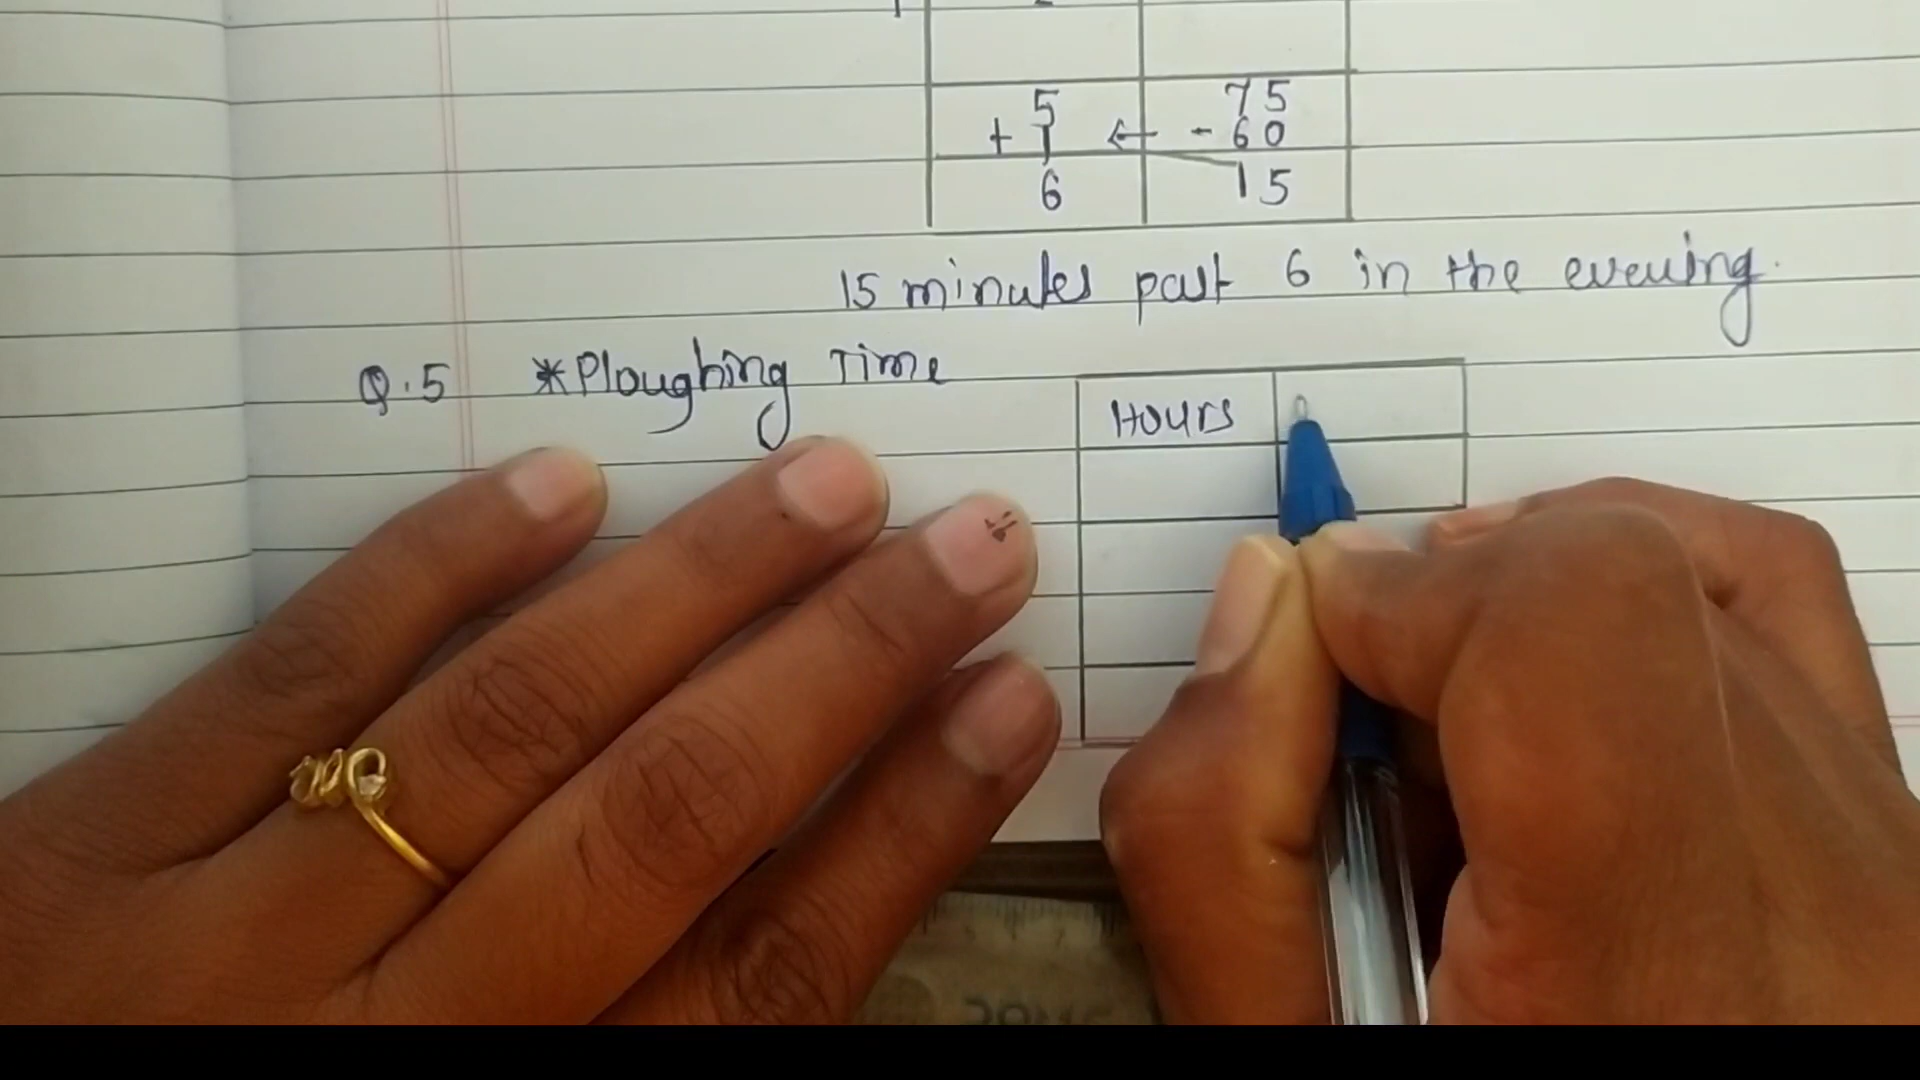 5 75
+ 1 ← - 60
6 15
15 minutes past 6 in the evening.
Q.5 *Ploughing Time
Hours